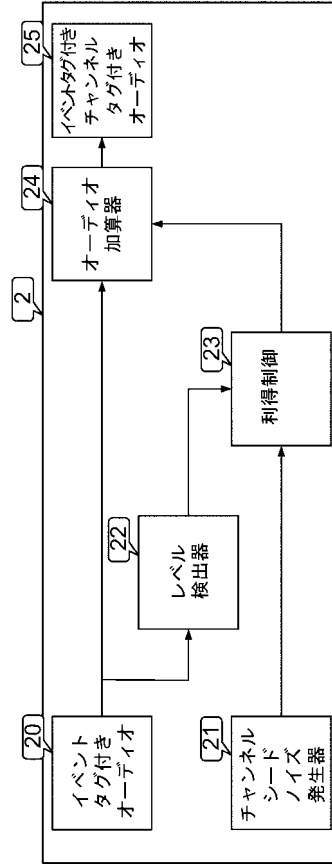 2
20
イベント
タグ付き
オーディオ
21
チャンネル
シード
ノイズ
発生器
22
レベル
検出器
23
利得制御
24
オーディオ
加算器
25
イベントタグ付き
チャンネル
タグ付き
オーディオ